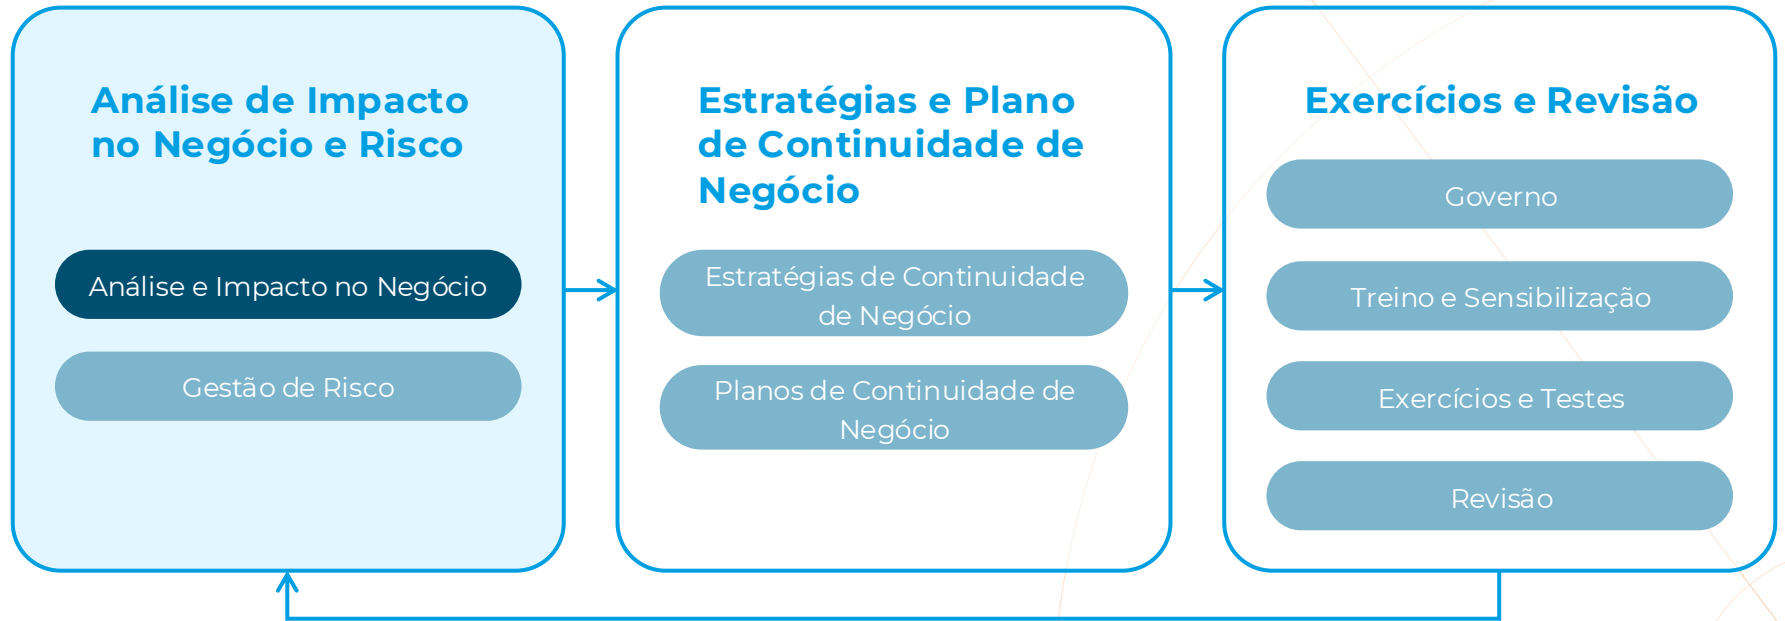 Análise de Impacto
no Negócio e Risco
Análise e Impacto no Negócio
Gestão de Risco
Estratégias e Plano
de Continuidade de
Negócio
Estratégias de Continuidade
de Negócio
Planos de Continuidade de
Negócio
Exercícios e Revisão
Governo
Treino e Sensibilização
Exercícios e Testes
Revisão